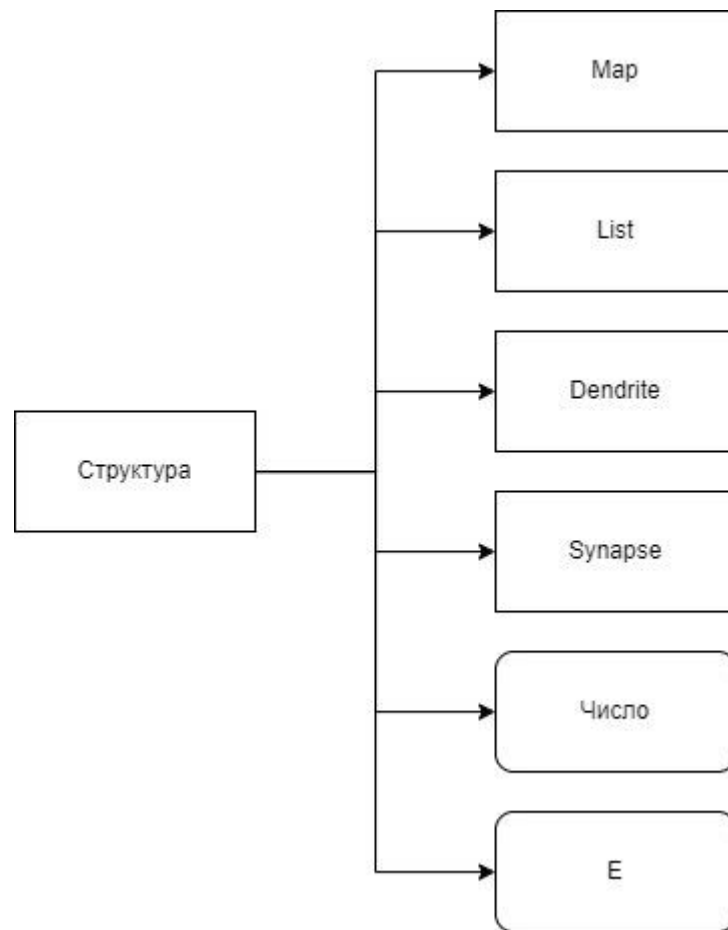 Map
List
Dendrite
Структура
Synapse
Число
E